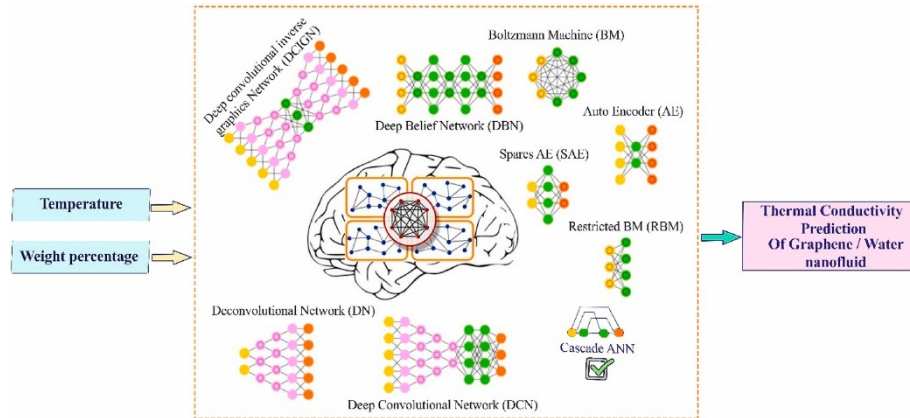 Temperature
Weight percentage
Deep convolutional inverse
graphics Network (DCIGN)
Deep Belief Network (DBN)
Boltzmann Machine (BM)
Auto Encoder (AE)
Spares AE (SAE)
Restricted BM (RBM)
Cascade ANN
Deconvolutional Network (DN)
Deep Convolutional Network (DCN)
Thermal Conductivity
Prediction
Of Graphene / Water
nanofluid